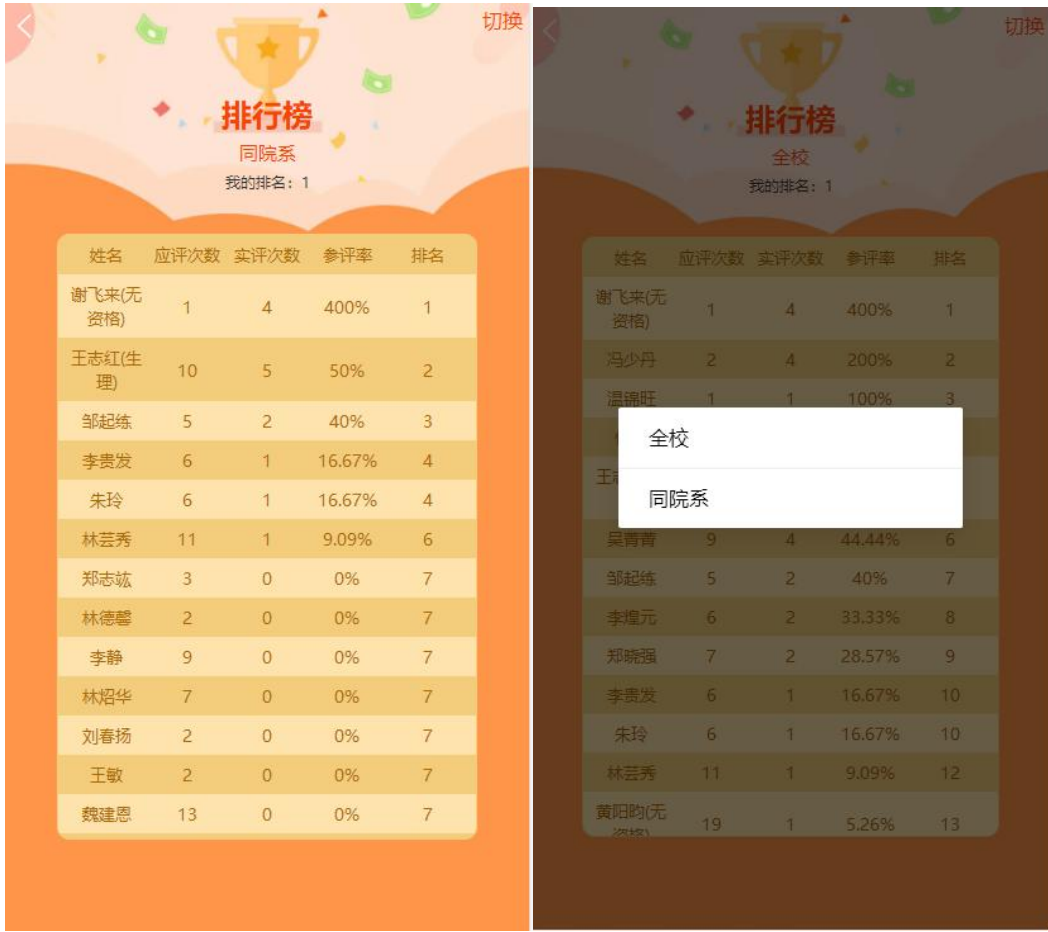 切换
排行榜
同院系
我的排名：1
姓名 应评次数 实评次数 参评率 排名
谢飞来(无
资格) 1 4 400% 1
王志红(生
理) 10 5 50% 2
邹起练 5 2 40% 3
李贵发 6 1 16.67% 4
朱玲 6 1 16.67% 4
林芸秀 11 1 9.09% 6
郑志竑 3 0 0% 7
林德馨 2 0 0% 7
李静 9 0 0% 7
林炤华 7 0 0% 7
刘春扬 2 0 0% 7
王敏 2 0 0% 7
魏建恩 13 0 0% 7
切换
排行榜
全校
我的排名：1
姓名 应评次数 实评次数 参评率 排名
谢飞来(无
资格) 1 4 400% 1
冯少丹 2 4 200% 2
温锦旺 1 1 100% 3
全校
同院系
吴菁菁 9 4 44.44% 6
邹起练 5 2 40% 7
李煌元 6 2 33.33% 8
郑晓强 7 2 28.57% 9
李贵发 6 1 16.67% 10
朱玲 6 1 16.67% 10
林芸秀 11 1 9.09% 12
黄阳昀(无
资格) 19 1 5.26% 13